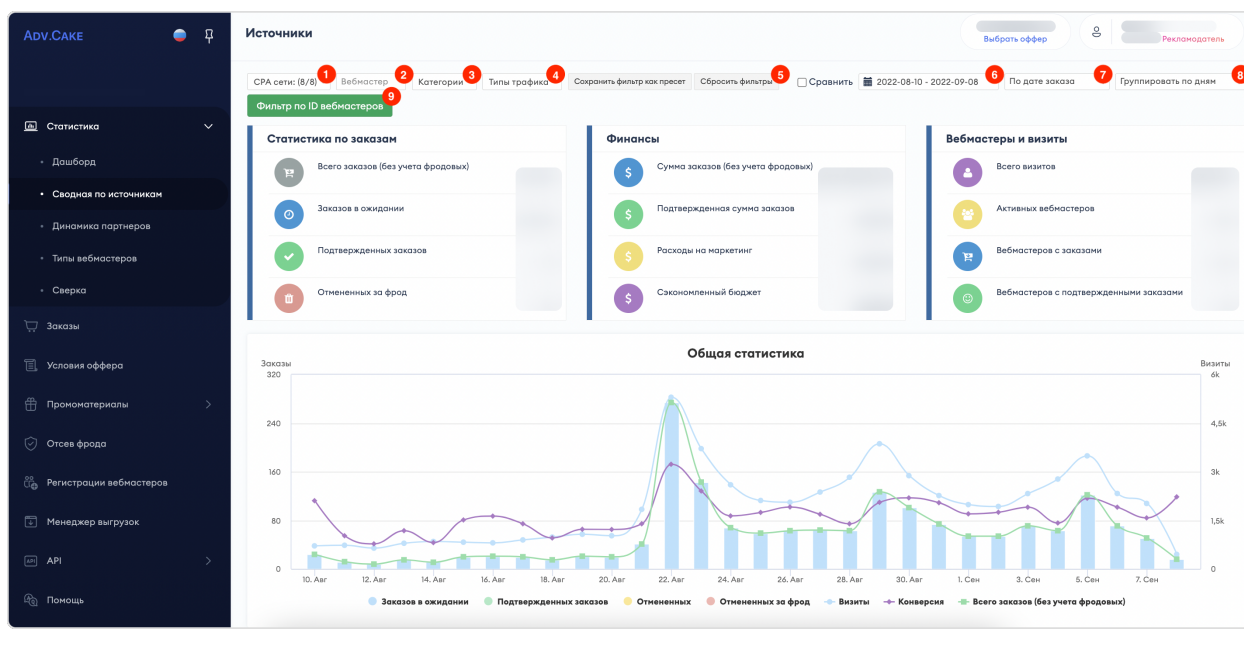 ADV.CAKE
Источники
Выбрать оффер
Рекламодатель
CPA сети: (8/8) 1
Вебмастер 2
Категории 3
Типы трафика 4
Сохранить фильтр как пресет
Сбросить фильтры 5
Сравнить
2022-08-10 - 2022-09-08 6
По дате заказа 7
Группировать по дням 8
Фильтр по ID вебмастеров 9
Статистика
Дашборд
Сводная по источникам
Динамика партнеров
Типы вебмастеров
Сверка
Заказы
Условия оффера
Промоматериалы
Отсев фрода
Регистрации вебмастеров
Менеджер выгрузок
API API
Помощь
Статистика по заказам
Всего заказов (без учета фродовых)
Заказов в ожидании
Подтвержденных заказов
Отмененных за фрод
Финансы
Сумма заказов (без учета фродовых)
Подтвержденная сумма заказов
Расходы на маркетинг
Сэкономленный бюджет
Вебмастеры и визиты
Всего визитов
Активных вебмастеров
Вебмастеров с заказами
Вебмастеров с подтвержденными заказами
Общая статистика
Заказы
Визиты
320 6k
240 4,5k
160 3k
80 1,5k
0 0
10. Авг 12. Авг 14. Авг 16. Авг 18. Авг 20. Авг 22. Авг 24. Авг 26. Авг 28. Авг 30. Авг 1. Сен 3. Сен 5. Сен 7. Сен
Заказов в ожидании Подтвержденных заказов Отмененных Отмененных за фрод Визиты Конверсия Всего заказов (без учета фродовых)